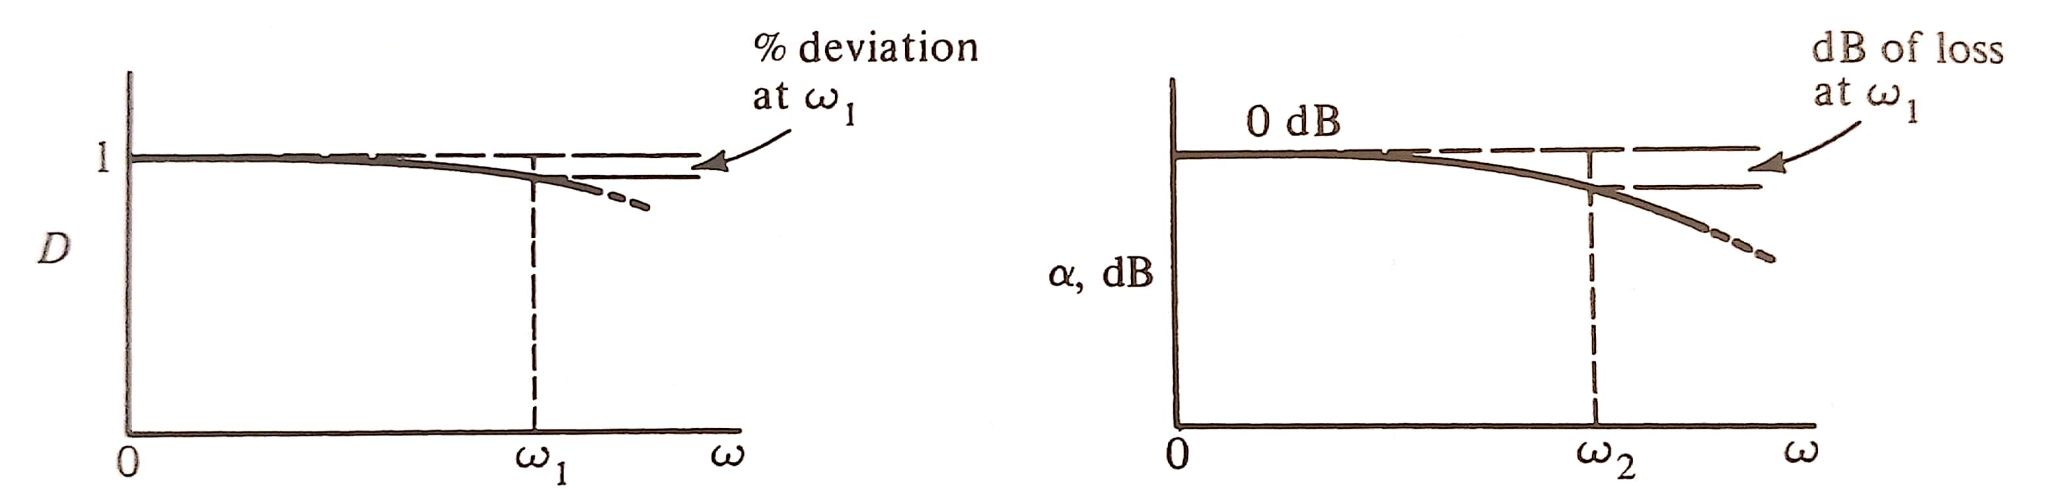 % deviation
at ω₁
1
D
0
ω₁
ω
dB of loss
at ω₁
0 dB
α, dB
0
ω₂
ω